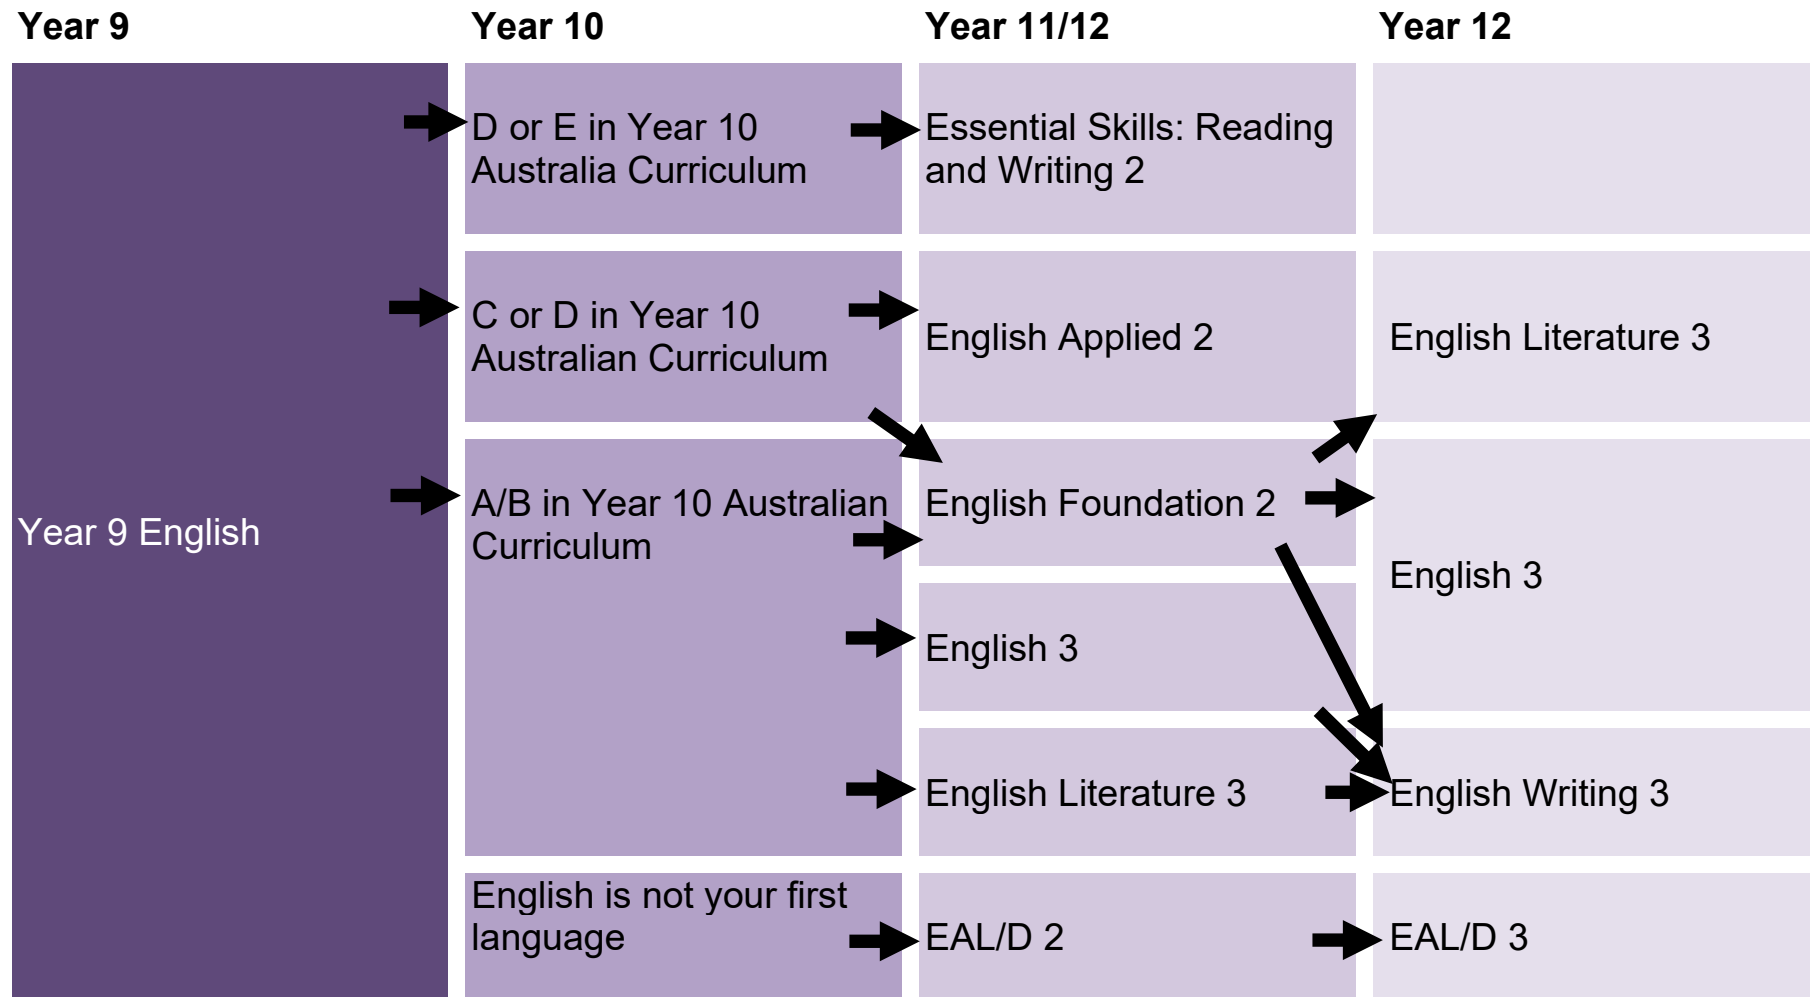 Year 9
Year 10
Year 11/12
Year 12
Year 9 English
D or E in Year 10
Australia Curriculum
C or D in Year 10
Australian Curriculum
A/B in Year 10 Australian
Curriculum
English is not your first
language
Essential Skills: Reading
and Writing 2
English Applied 2
English Foundation 2
English 3
English Literature 3
EAL/D 2
English Literature 3
English 3
English Writing 3
EAL/D 3